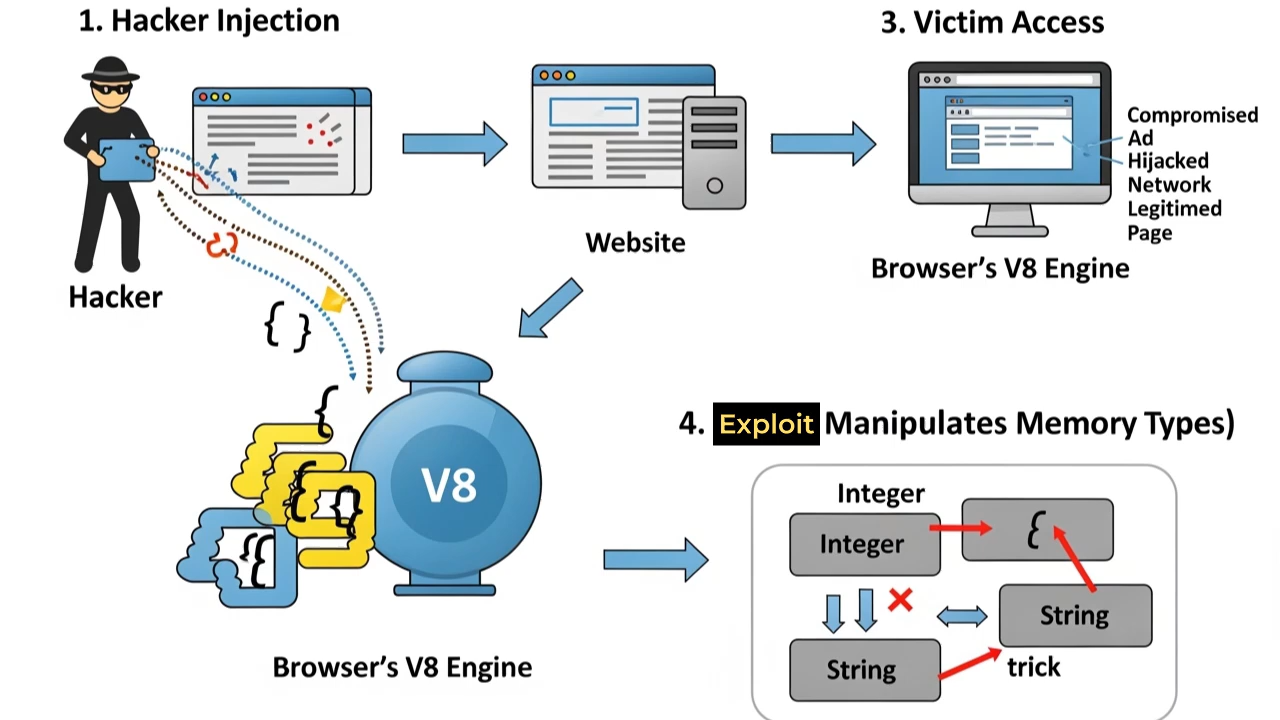 1. Hacker Injection
3. Victim Access
Compromised
Ad
Hijacked
Network
Legitimed
Page
Hacker
Website
Browser's V8 Engine
{ }
{
V8
{
{}
{{
Browser's V8 Engine
4. Exploit Manipulates Memory Types)
Integer
Integer
{
String
String
trick